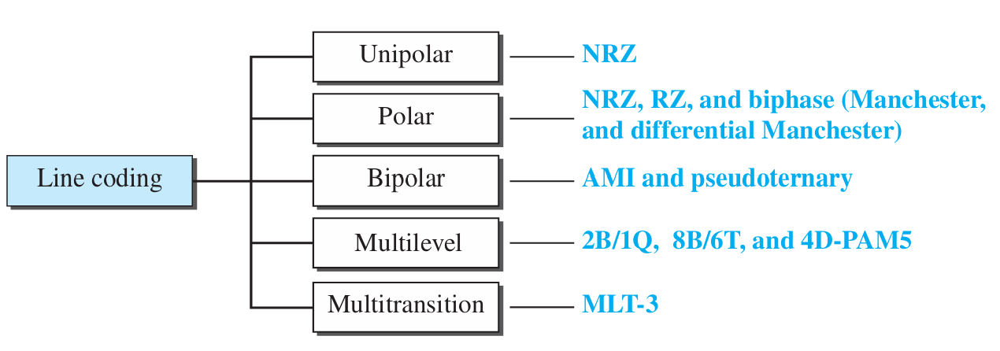 Unipolar
NRZ
Polar
NRZ, RZ, and biphase (Manchester,
and differential Manchester)
Line coding
Bipolar
AMI and pseudoternary
Multilevel
2B/1Q, 8B/6T, and 4D-PAM5
Multitransition
MLT-3